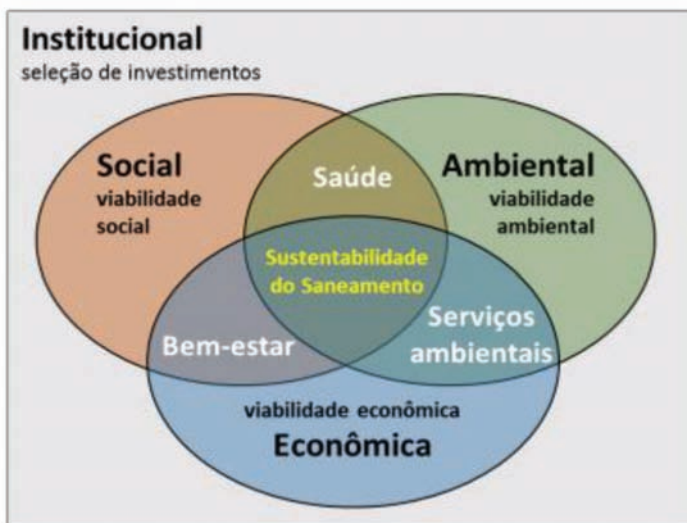 Institucional
seleção de investimentos
Social
viabilidade
social
Saúde
Ambiental
viabilidade
ambiental
Sustentabilidade
do Saneamento
Bem-estar
Serviços
ambientais
viabilidade econômica
Econômica